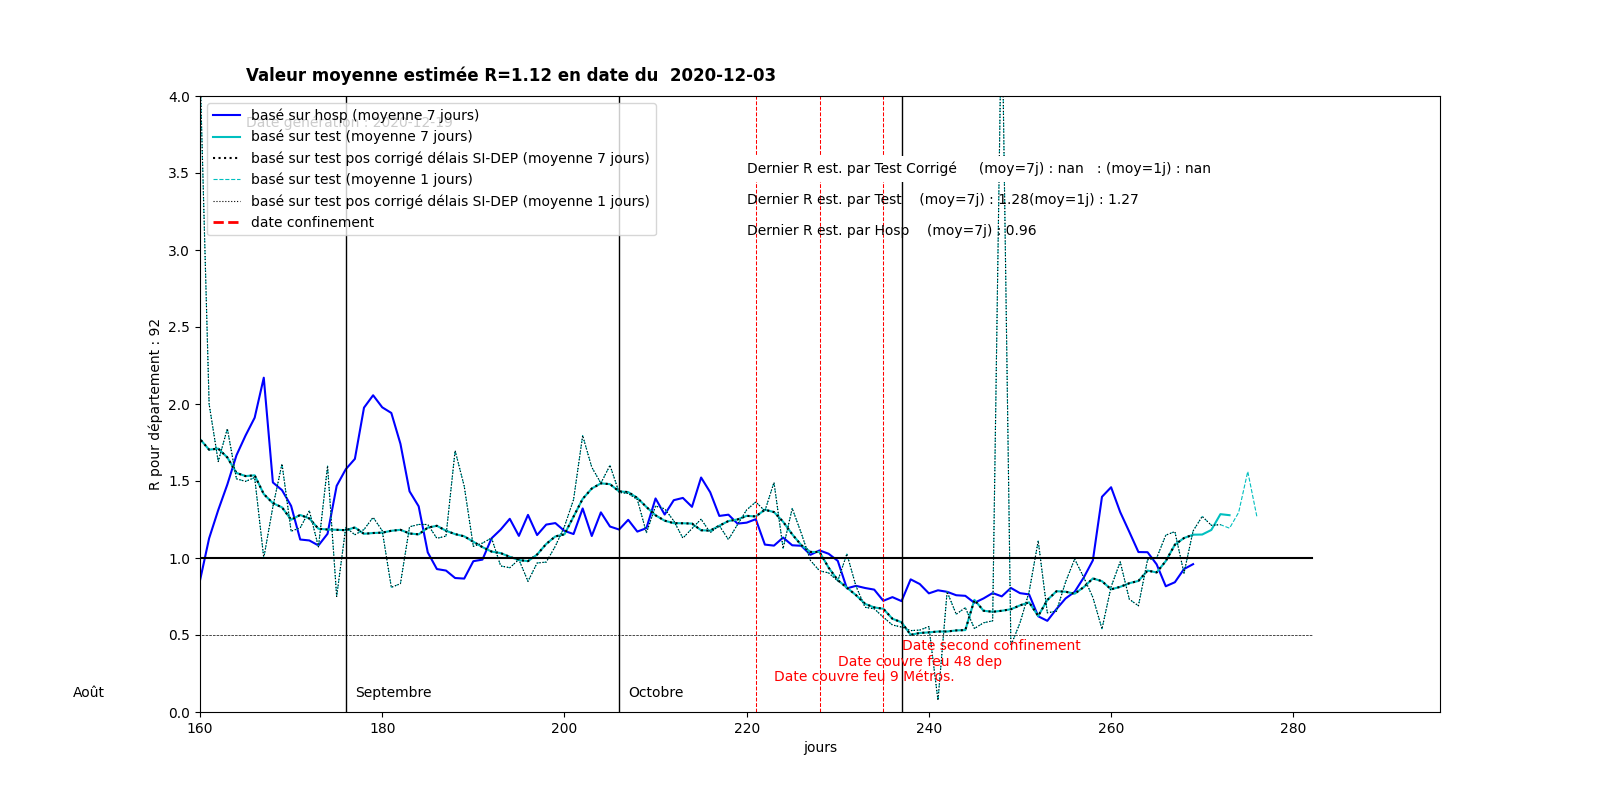 Valeur moyenne estimée R=1.12 en date du  2020-12-03
Date génération : 2020-12-19
basé sur hosp (moyenne 7 jours)
basé sur test (moyenne 7 jours)
basé sur test pos corrigé délais SI-DEP (moyenne 7 jours)
basé sur test (moyenne 1 jours)
basé sur test pos corrigé délais SI-DEP (moyenne 1 jours)
date confinement
Dernier R est. par Test Corrigé     (moy=7j) : nan   : (moy=1j) : nan
Dernier R est. par Test    (moy=7j) : 1.28(moy=1j) : 1.27
Dernier R est. par Hosp    (moy=7j) : 0.96
4.0
3.5
3.0
2.5
2.0
1.5
1.0
0.5
0.0
R pour département : 92
Date second confinement
Date couvre feu 48 dep
Date couvre feu 9 Métros.
Août
Septembre
Octobre
160
180
200
220
240
260
280
jours